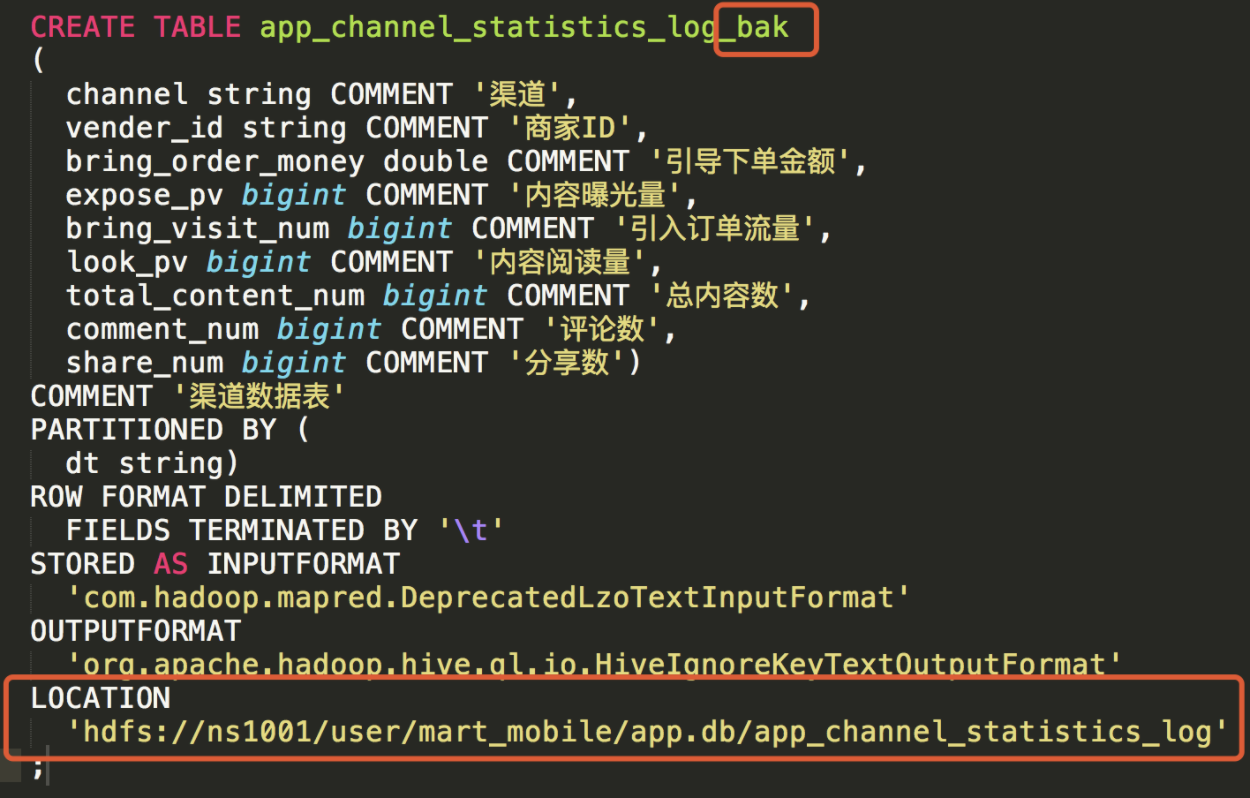 CREATE TABLE app_channel_statistics_log_bak
(
channel string COMMENT '渠道',
vender_id string COMMENT '商家ID',
bring_order_money double COMMENT '引导下单金额',
expose_pv bigint COMMENT '内容曝光量',
bring_visit_num bigint COMMENT '引入订单流量',
look_pv bigint COMMENT '内容阅读量',
total_content_num bigint COMMENT '总内容数',
comment_num bigint COMMENT '评论数',
share_num bigint COMMENT '分享数')
COMMENT '渠道数据表'
PARTITIONED BY (
dt string)
ROW FORMAT DELIMITED
FIELDS TERMINATED BY '\t'
STORED AS INPUTFORMAT
'com.hadoop.mapred.DeprecatedLzoTextInputFormat'
OUTPUTFORMAT
'org.apache.hadoop.hive.ql.io.HiveIgnoreKeyTextOutputFormat'
LOCATION
'hdfs://ns1001/user/mart_mobile/app.db/app_channel_statistics_log'
;